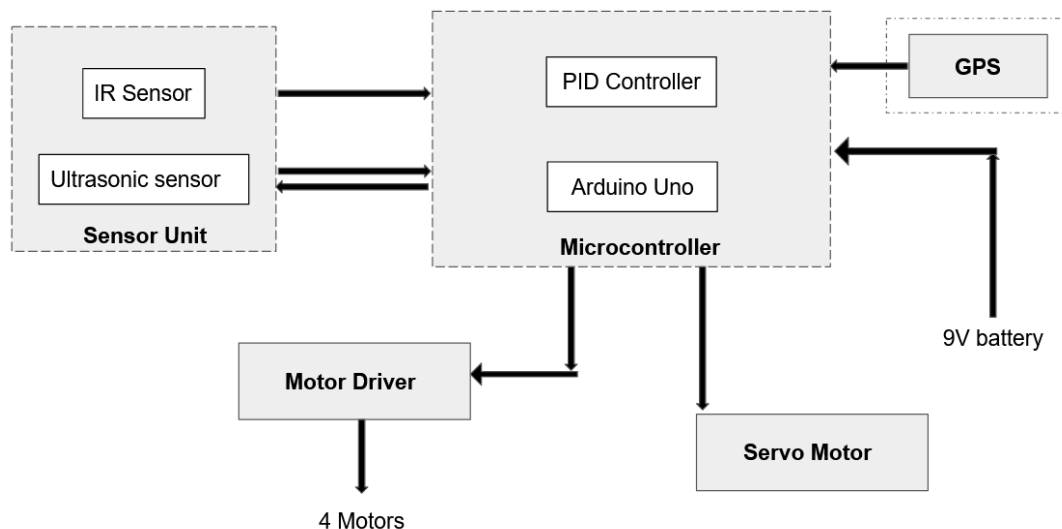 IR Sensor
Ultrasonic sensor
Sensor Unit
PID Controller
Arduino Uno
Microcontroller
GPS
9V battery
Motor Driver
Servo Motor
4 Motors